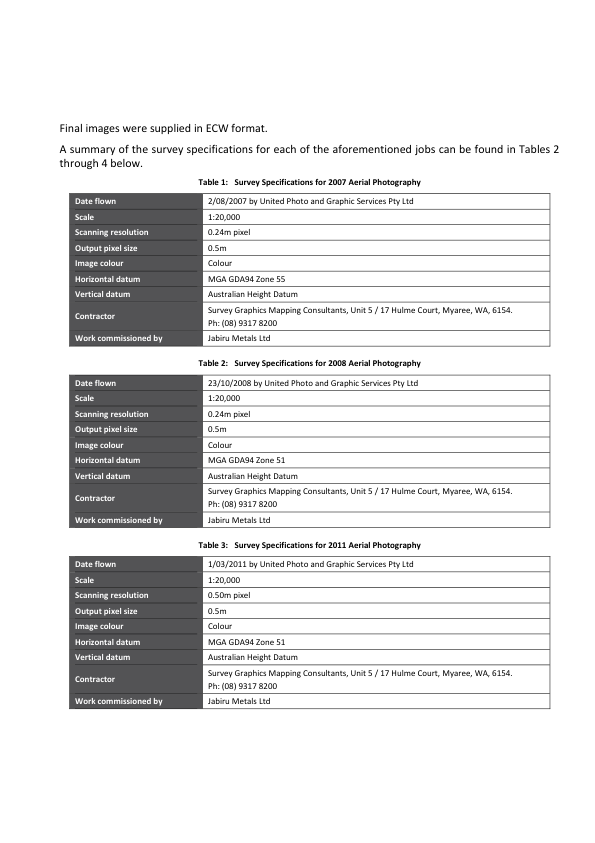 Final images were supplied in ECW format.
A summary of the survey specifications for each of the aforementioned jobs can be found in Tables 2
through 4 below.
Table 1: Survey Specifications for 2007 Aerial Photography
Date flown 2/08/2007 by United Photo and Graphic Services Pty Ltd
Scale 1:20,000
Scanning resolution 0.24m pixel
Output pixel size 0.5m
Image colour Colour
Horizontal datum MGA GDA94 Zone 55
Vertical datum Australian Height Datum
Contractor Survey Graphics Mapping Consultants, Unit 5 / 17 Hulme Court, Myaree, WA, 6154.
Ph: (08) 9317 8200
Work commissioned by Jabiru Metals Ltd
Table 2: Survey Specifications for 2008 Aerial Photography
Date flown 23/10/2008 by United Photo and Graphic Services Pty Ltd
Scale 1:20,000
Scanning resolution 0.24m pixel
Output pixel size 0.5m
Image colour Colour
Horizontal datum MGA GDA94 Zone 51
Vertical datum Australian Height Datum
Contractor Survey Graphics Mapping Consultants, Unit 5 / 17 Hulme Court, Myaree, WA, 6154.
Ph: (08) 9317 8200
Work commissioned by Jabiru Metals Ltd
Table 3: Survey Specifications for 2011 Aerial Photography
Date flown 1/03/2011 by United Photo and Graphic Services Pty Ltd
Scale 1:20,000
Scanning resolution 0.50m pixel
Output pixel size 0.5m
Image colour Colour
Horizontal datum MGA GDA94 Zone 51
Vertical datum Australian Height Datum
Contractor Survey Graphics Mapping Consultants, Unit 5 / 17 Hulme Court, Myaree, WA, 6154.
Ph: (08) 9317 8200
Work commissioned by Jabiru Metals Ltd